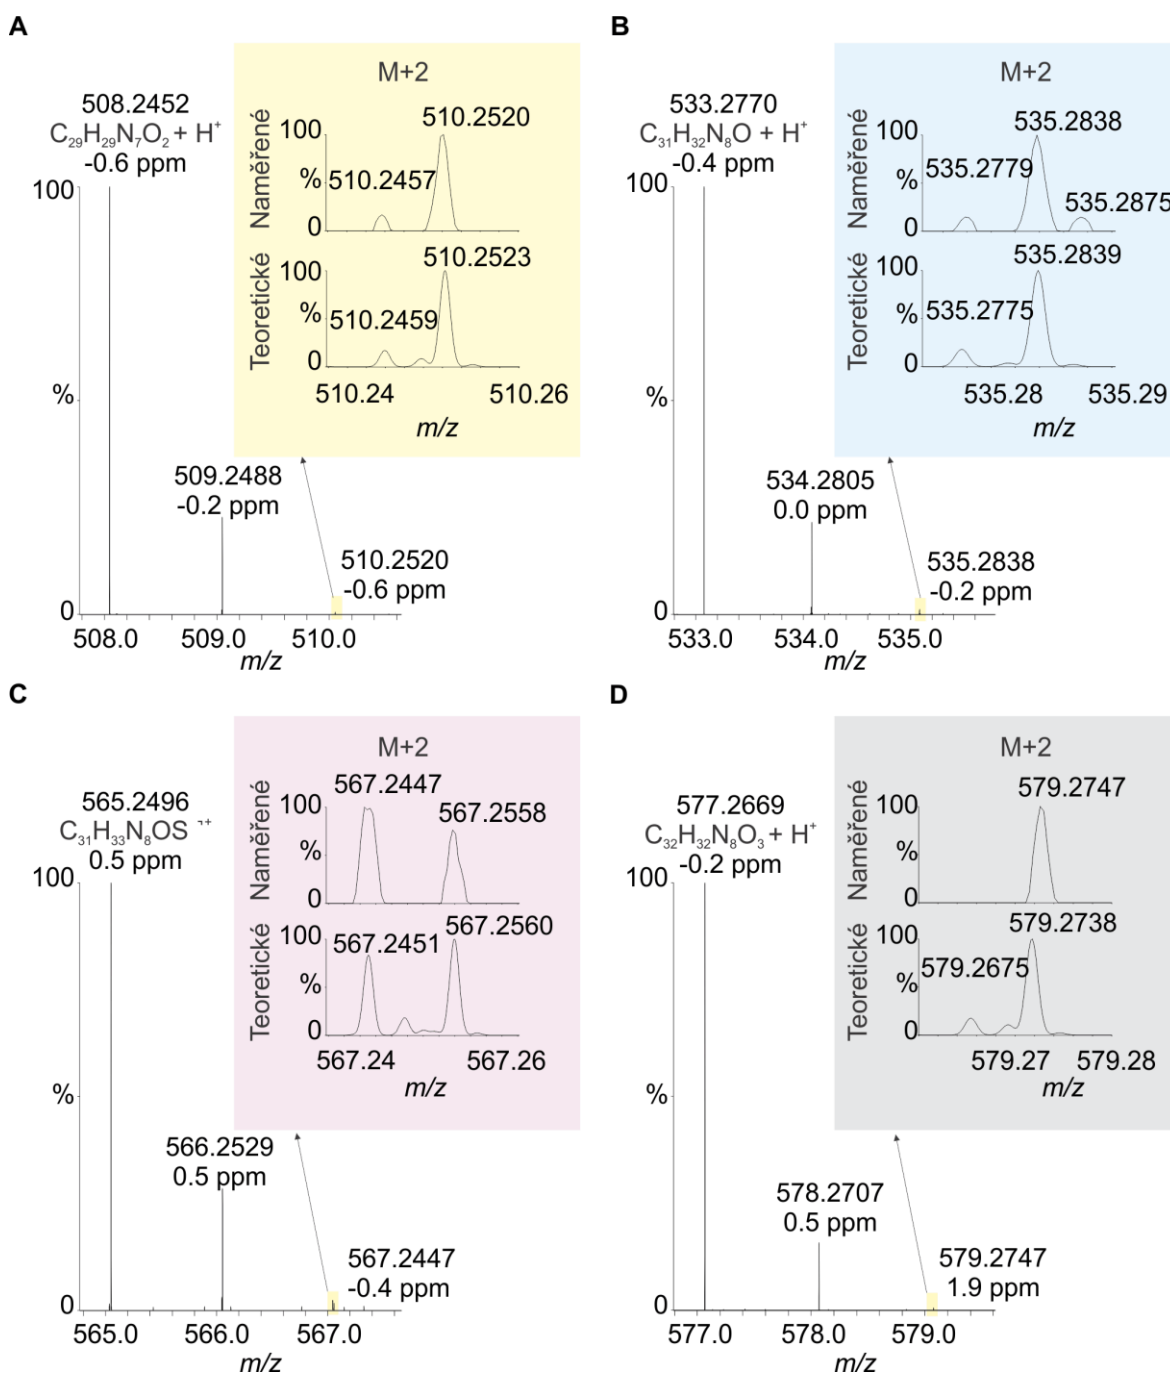 A
508.2452
C₂₉H₂₉N₇O₂ + H⁺
-0.6 ppm
100
%
0
508.0 509.0 510.0
m/z
509.2488
-0.2 ppm
510.2520
-0.6 ppm
M+2
Naměřené
100
%
0
510.2457
510.2520
Teoretické
100
%
0
510.2459
510.2523
510.24 510.26
m/z
B
533.2770
C₃₁H₃₂N₈O + H⁺
-0.4 ppm
100
%
0
533.0 534.0 535.0
m/z
534.2805
0.0 ppm
535.2838
-0.2 ppm
M+2
Naměřené
100
%
0
535.2779
535.2838
535.2875
Teoretické
100
%
0
535.2775
535.2839
535.28 535.29
m/z
C
565.2496
C₃₁H₃₃N₈OS ⁺
0.5 ppm
100
%
0
565.0 566.0 567.0
m/z
566.2529
0.5 ppm
567.2447
-0.4 ppm
M+2
Naměřené
100
%
0
567.2447
567.2558
Teoretické
100
%
0
567.2451
567.2560
567.24 567.26
m/z
D
577.2669
C₃₂H₃₂N₈O₃ + H⁺
-0.2 ppm
100
%
0
577.0 578.0 579.0
m/z
578.2707
0.5 ppm
579.2747
1.9 ppm
M+2
Naměřené
100
%
0
579.2747
Teoretické
100
%
0
579.2675
579.2738
579.27 579.28
m/z